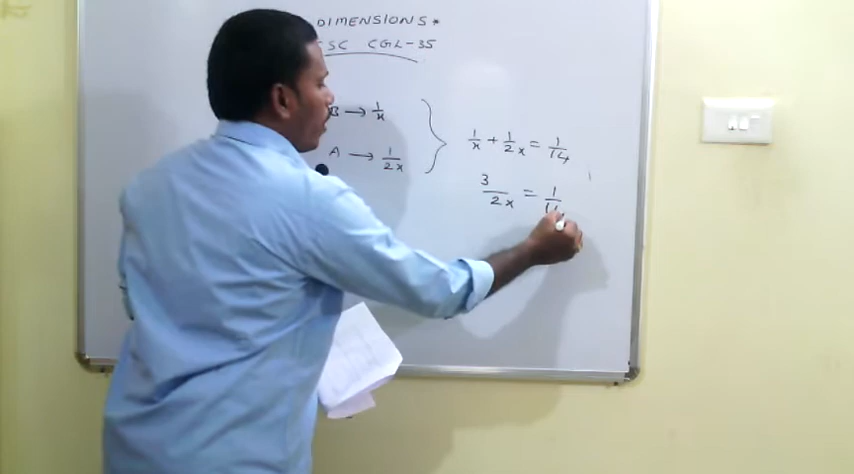 DIMENSIONS*
SC CGL-35
B → 1/x
A → 1/2x
1/x + 1/2x = 1/14
3/2x = 1/14